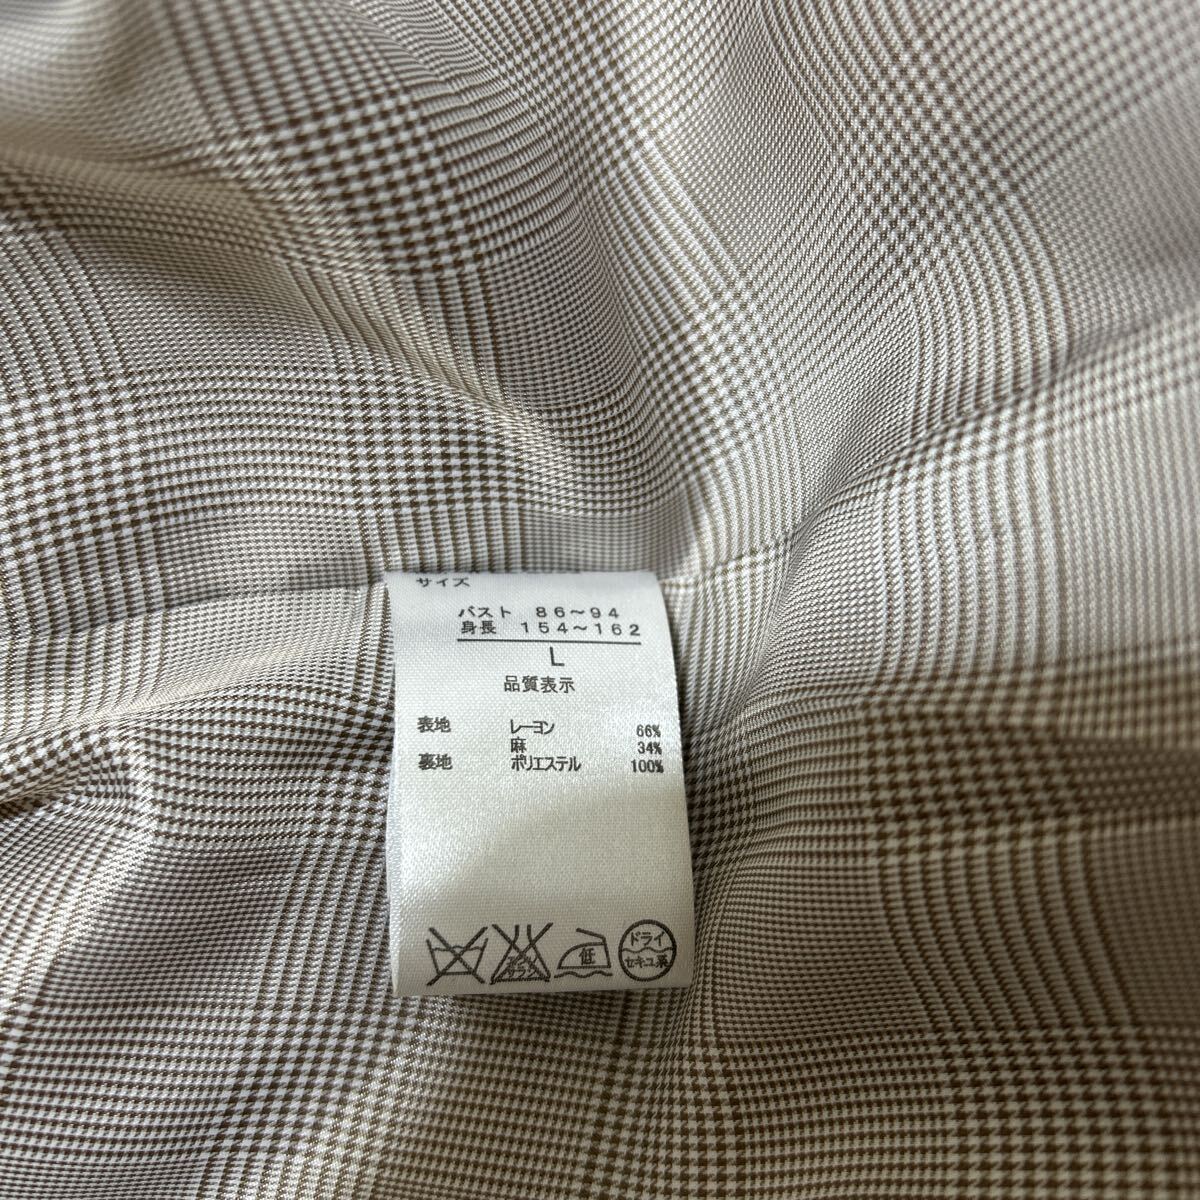 サイズ
バスト 86～94
身長 154～162
L
品質表示
表地 レーヨン 66%
麻 34%
裏地 ポリエステル 100%
低
ドライ
セキユ系